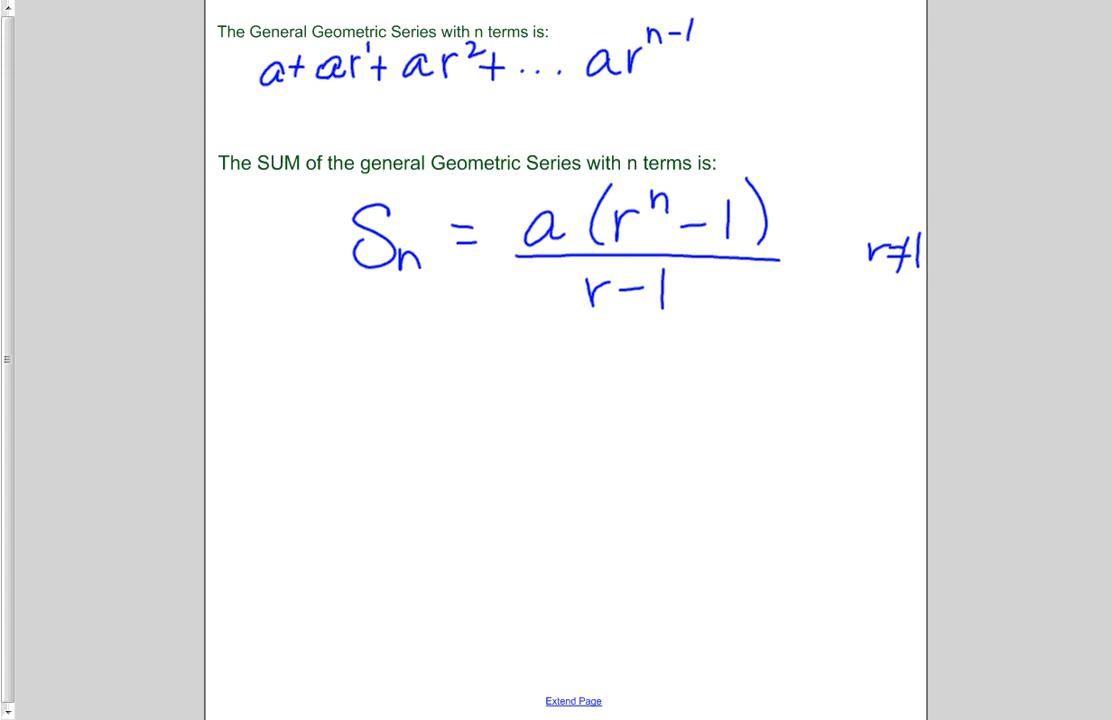 The General Geometric Series with n terms is:
a + ar¹ + ar² + ... arⁿ⁻¹
The SUM of the general Geometric Series with n terms is:
Sₙ = a(rⁿ-1)
r-1
r≠1
Extend Page